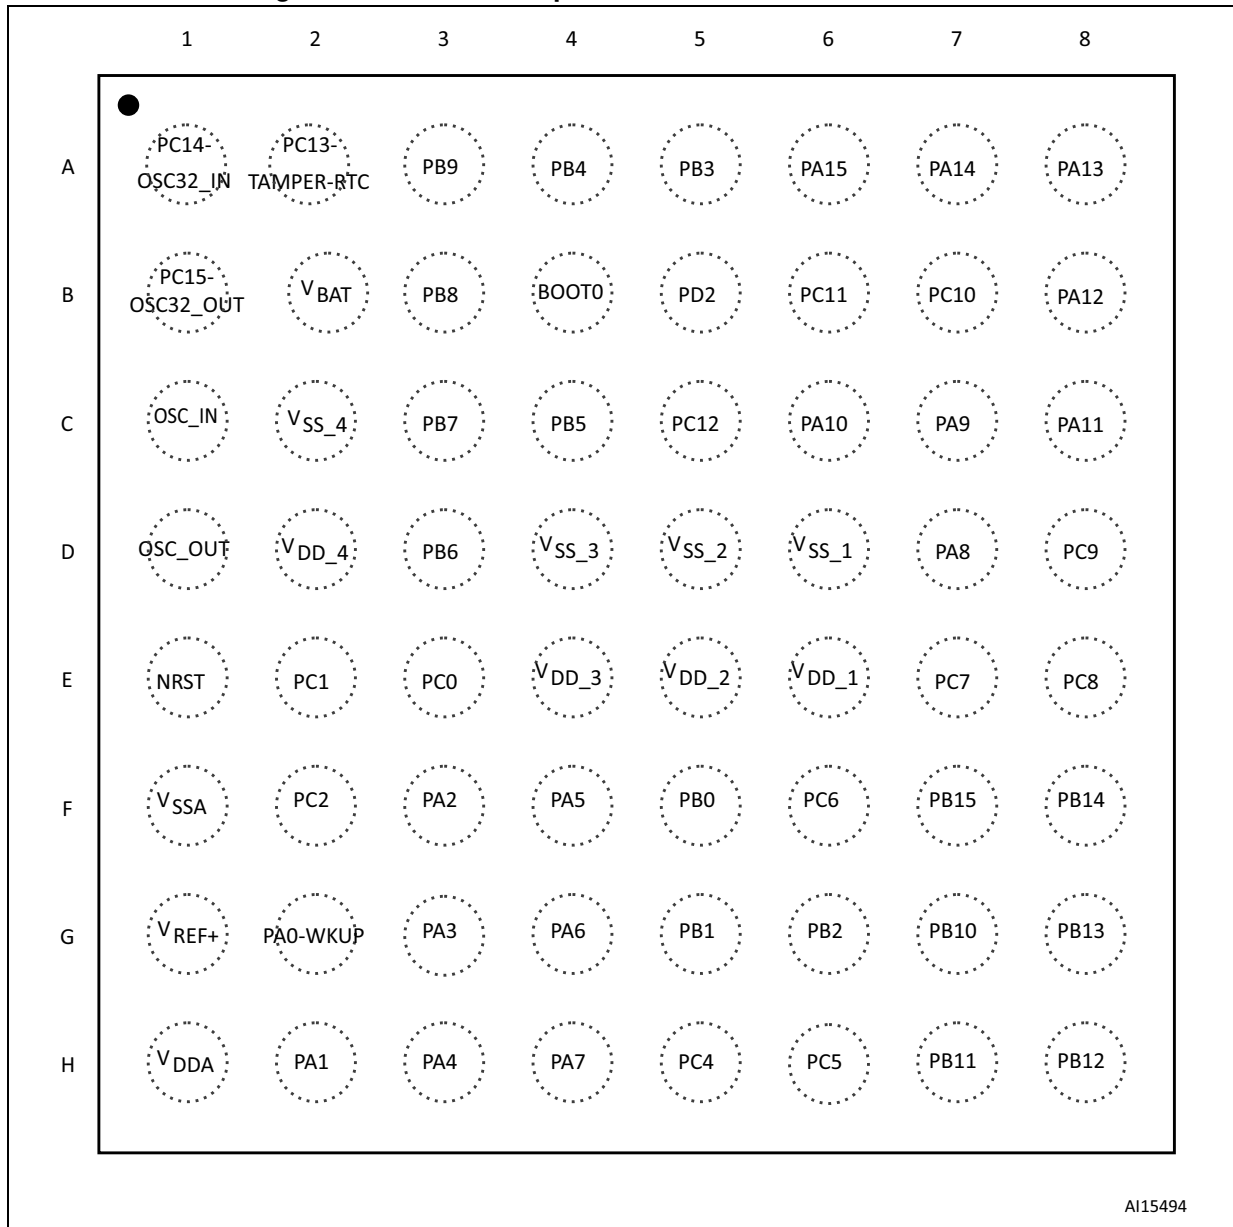 1 2 3 4 5 6 7 8
A PC14-OSC32_IN PC13-TAMPER-RTC PB9 PB4 PB3 PA15 PA14 PA13
B PC15-OSC32_OUT VBAT PB8 BOOT0 PD2 PC11 PC10 PA12
C OSC_IN VSS_4 PB7 PB5 PC12 PA10 PA9 PA11
D OSC_OUT VDD_4 PB6 VSS_3 VSS_2 VSS_1 PA8 PC9
E NRST PC1 PC0 VDD_3 VDD_2 VDD_1 PC7 PC8
F VSSA PC2 PA2 PA5 PB0 PC6 PB15 PB14
G VREF+ PA0-WKUP PA3 PA6 PB1 PB2 PB10 PB13
H VDDA PA1 PA4 PA7 PC4 PC5 PB11 PB12
AI15494